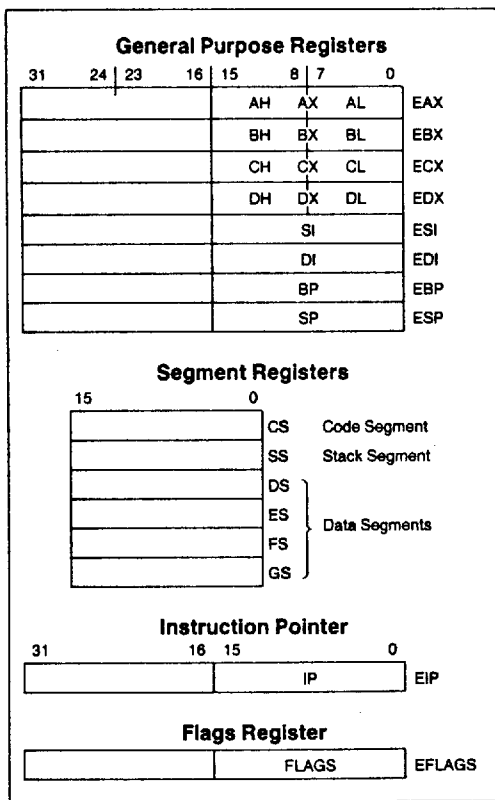 General Purpose Registers
31 24 23 16 15 8 7 0
AH AX AL EAX
BH BX BL EBX
CH CX CL ECX
DH DX DL EDX
SI ESI
DI EDI
BP EBP
SP ESP
Segment Registers
15 0
CS Code Segment
SS Stack Segment
DS
ES
Data Segments
FS
GS
Instruction Pointer
31 16 15 0
IP EIP
Flags Register
FLAGS EFLAGS